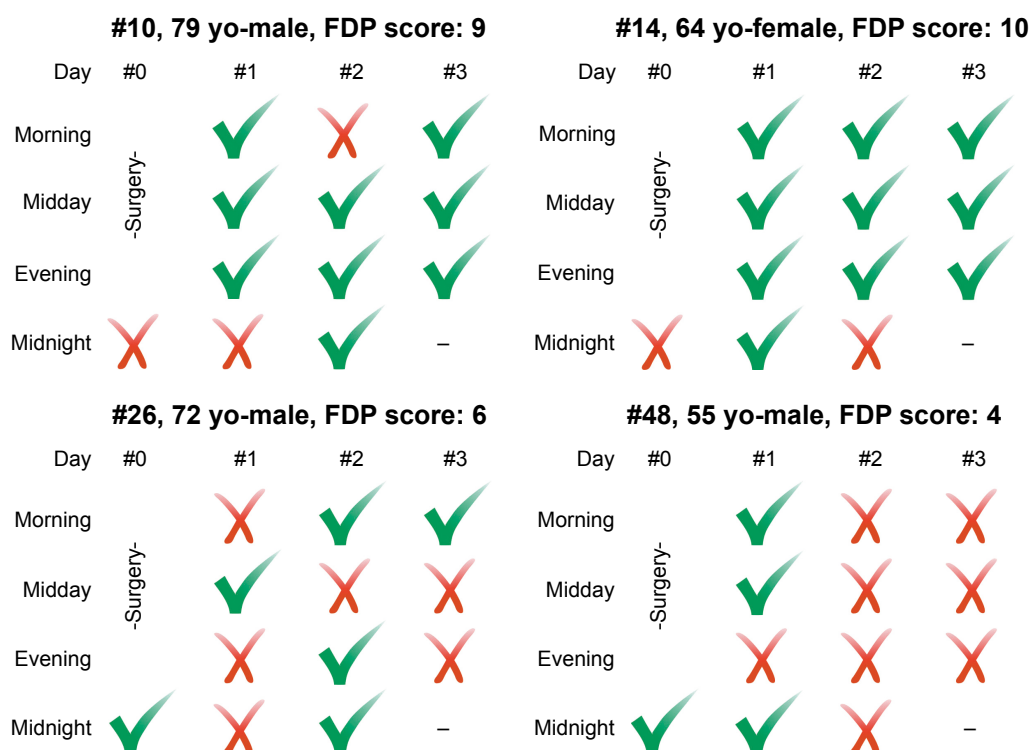 #10, 79 yo-male, FDP score: 9
Day #0 #1 #2 #3
Morning
-Surgery-
Midday
Evening
Midnight –
#14, 64 yo-female, FDP score: 10
Day #0 #1 #2 #3
Morning
-Surgery-
Midday
Evening
Midnight –
#26, 72 yo-male, FDP score: 6
Day #0 #1 #2 #3
Morning
-Surgery-
Midday
Evening
Midnight –
#48, 55 yo-male, FDP score: 4
Day #0 #1 #2 #3
Morning
-Surgery-
Midday
Evening
Midnight –